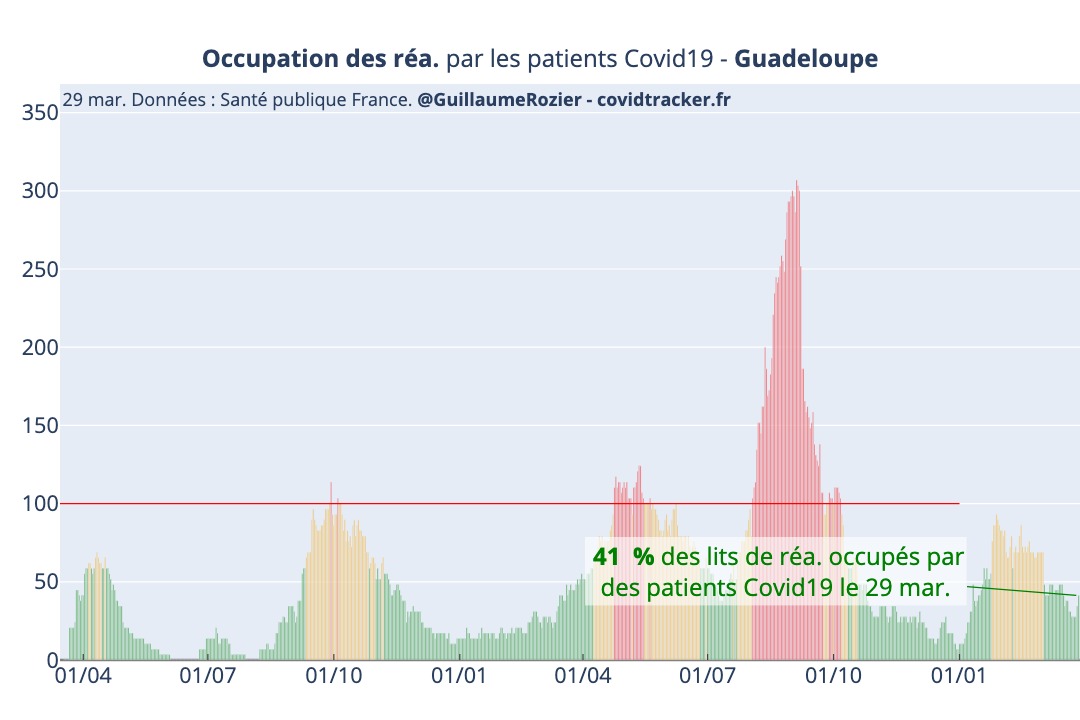 Occupation des réa. par les patients Covid19 - Guadeloupe
29 mar. Données : Santé publique France. @GuillaumeRozier - covidtracker.fr
350
300
250
200
150
100
50
0
41 % des lits de réa. occupés par
des patients Covid19 le 29 mar.
01/04 01/07 01/10 01/01 01/04 01/07 01/10 01/01